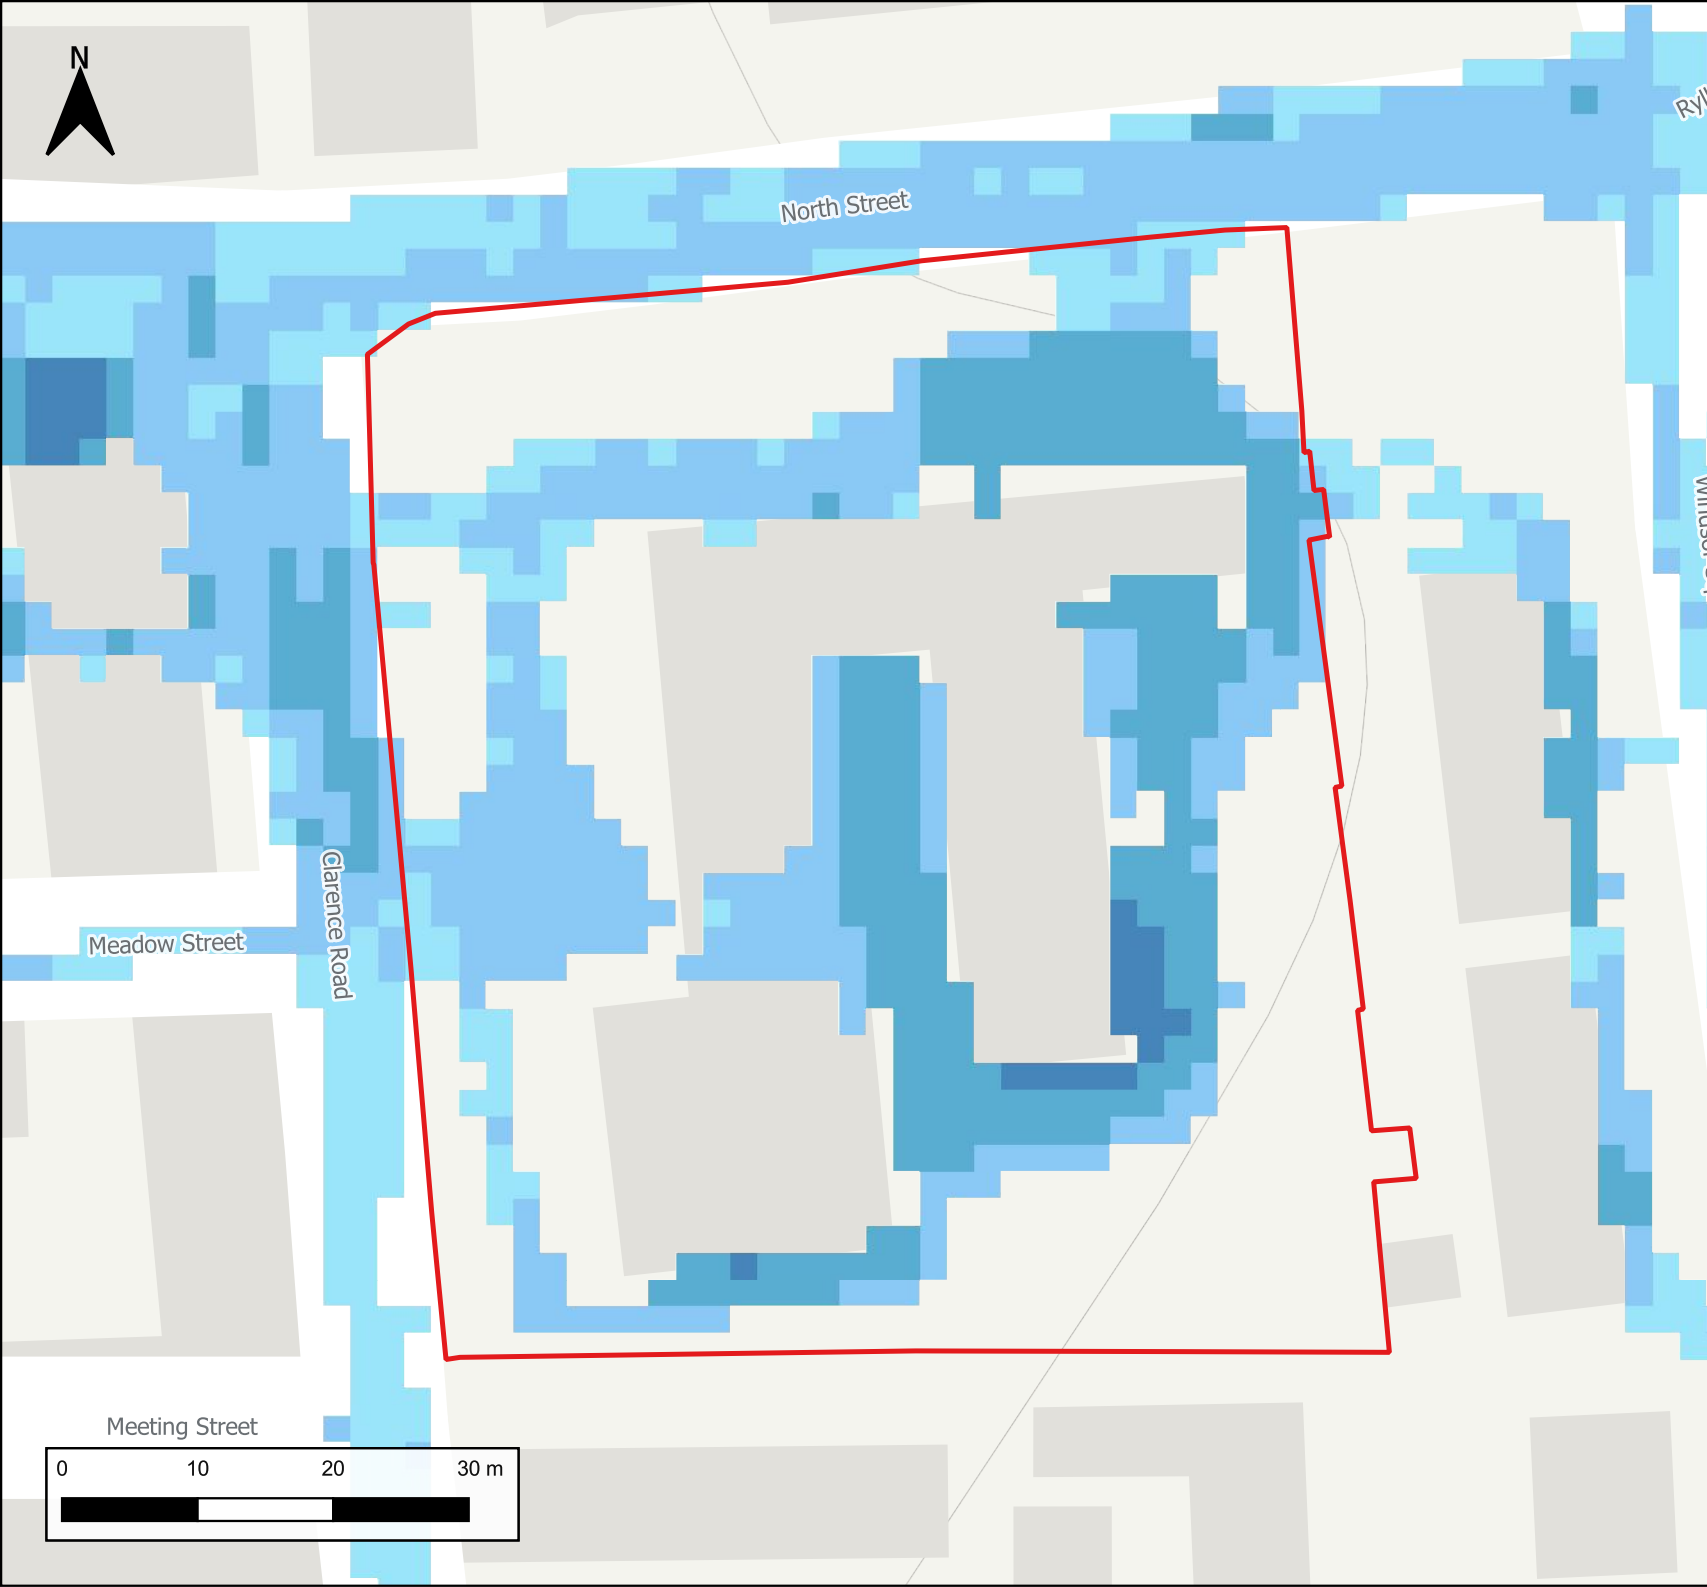 N
North Street
Clarence Road
Meadow Street
Meeting Street
0 10 20 30 m